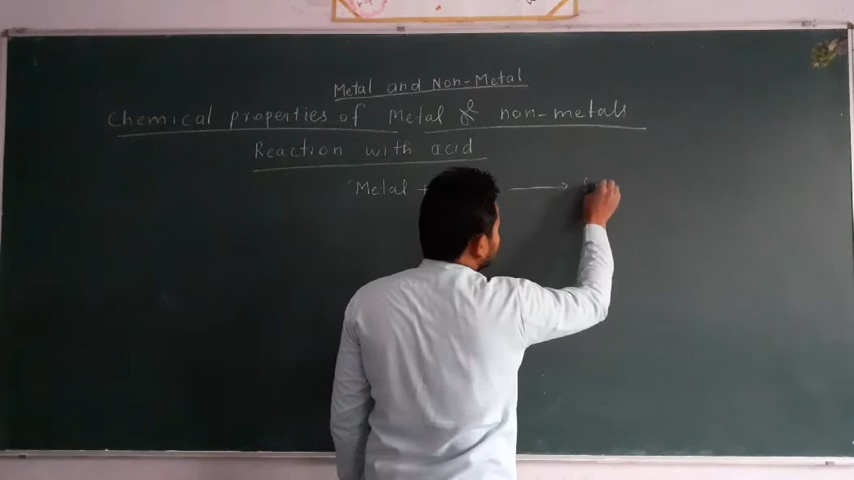 Metal and Non-Metal
Chemical properties of Metal & non-metals
Reaction with acid
Metal + →